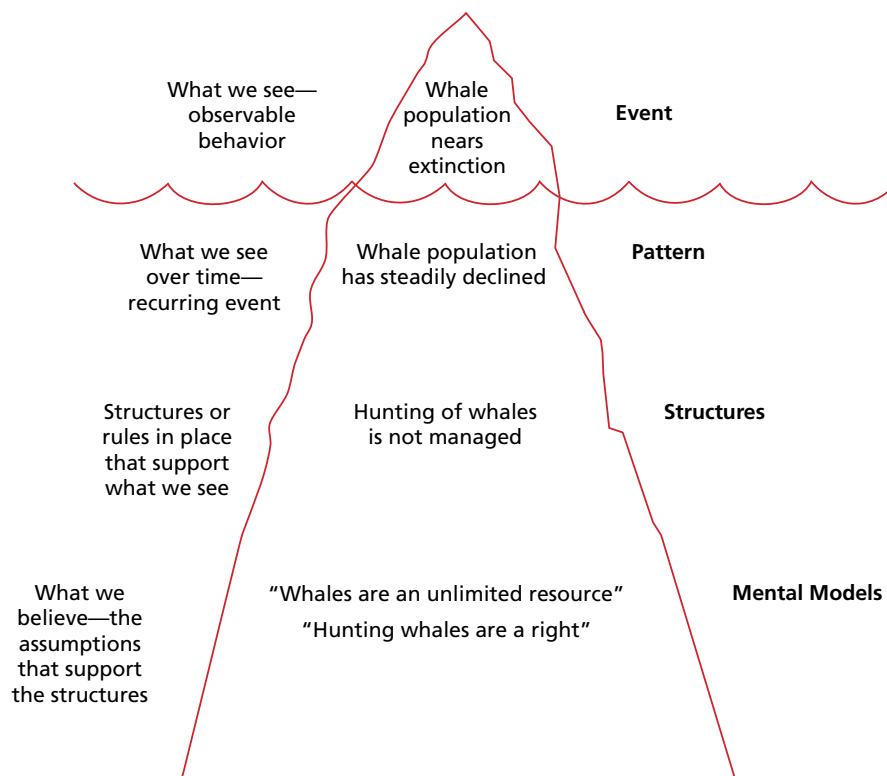 What we see—
observable
behavior
Whale
population
nears
extinction
Event
What we see
over time—
recurring event
Whale population
has steadily declined
Pattern
Structures or
rules in place
that support
what we see
Hunting of whales
is not managed
Structures
What we
believe—the
assumptions
that support
the structures
“Whales are an unlimited resource”
“Hunting whales are a right”
Mental Models